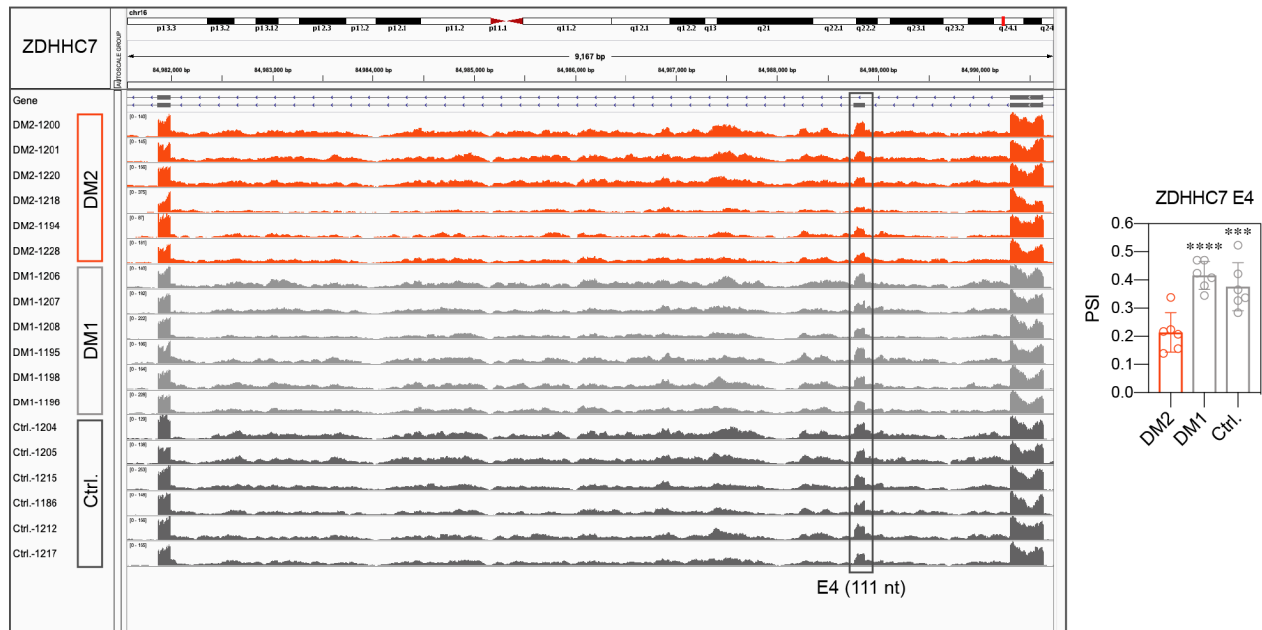 chr16
p13.3 p13.2 p13.12 p12.3 p12.2 p12.1 p11.2 p11.1 q11.2 q12.1 q12.2 q13 q21 q22.1 q22.2 q23.1 q23.2 q24.1
ZDHHC7
AUTOSCALE GROUP
9,167 bp
84,982,000 bp 84,983,000 bp 84,984,000 bp 84,985,000 bp 84,986,000 bp 84,987,000 bp 84,988,000 bp 84,989,000 bp 84,990,000 bp
Gene
DM2-1200
DM2-1201
DM2-1220
DM2-1218
DM2-1194
DM2-1228
DM2
DM1-1206
DM1-1207
DM1-1208
DM1-1195
DM1-1198
DM1-1196
DM1
Ctrl.-1204
Ctrl.-1205
Ctrl.-1215
Ctrl.-1186
Ctrl.-1212
Ctrl.-1217
Ctrl.
E4 (111 nt)
ZDHHC7 E4
**** ***
0.6
0.5
0.4
0.3
0.2
0.1
0.0
PSI
DM2 DM1 Ctrl.